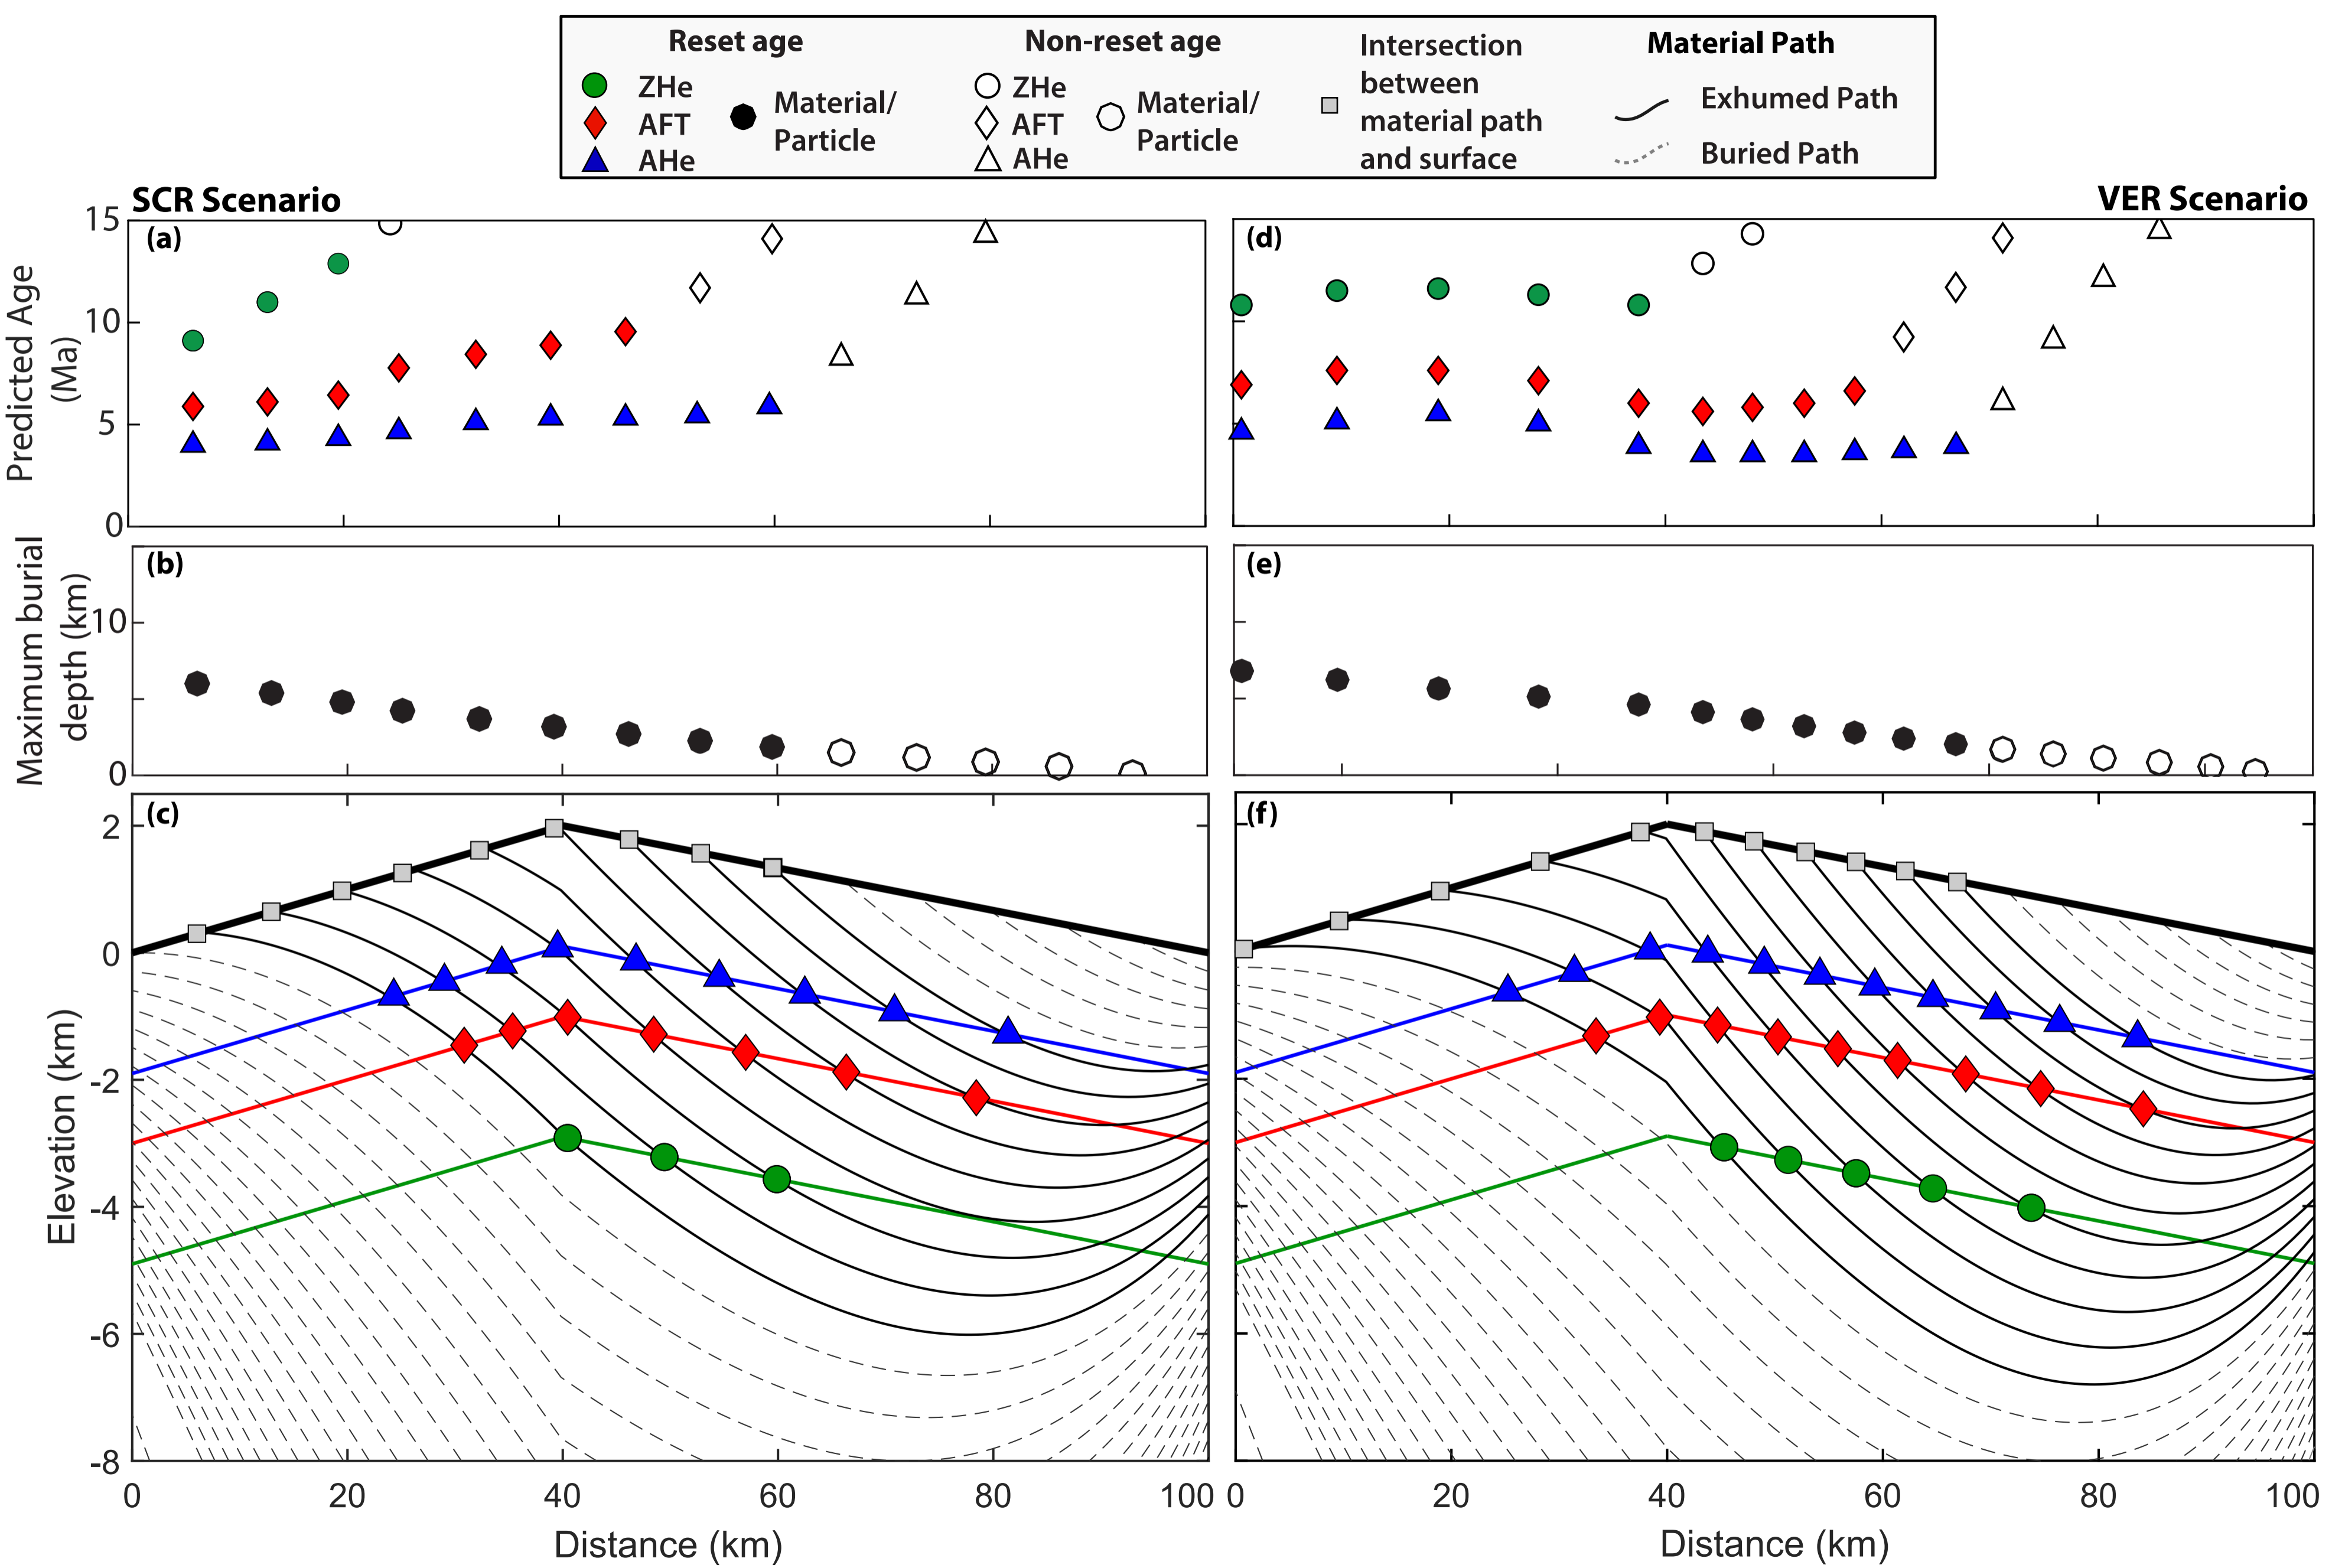 Reset age
Non-reset age
Intersection
between
material path
and surface
Material Path
ZHe
AFT
AHe
Material/
Particle
ZHe
AFT
AHe
Material/
Particle
Exhumed Path
Buried Path
SCR Scenario
VER Scenario
Predicted Age
(Ma)
15
10
5
0
(a)
(d)
Maximum burial
depth (km)
10
0
(b)
(e)
Elevation (km)
2
0
-2
-4
-6
-8
(c)
(f)
0 20 40 60 80 100
0 20 40 60 80 100
Distance (km)
Distance (km)